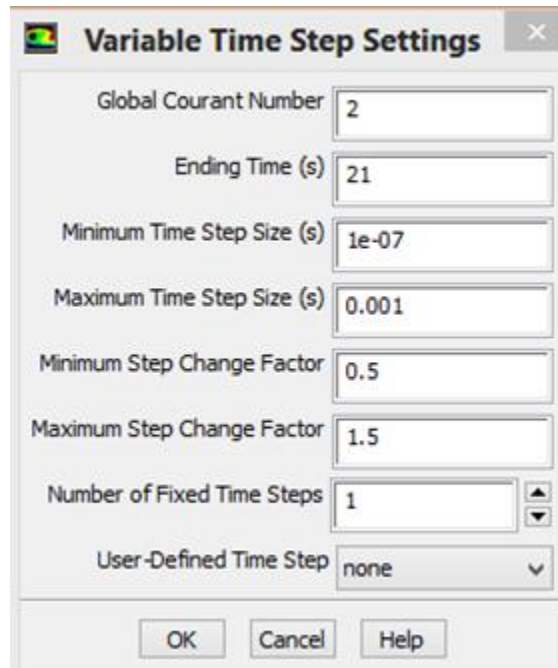 Variable Time Step Settings
Global Courant Number 2
Ending Time (s) 21
Minimum Time Step Size (s) 1e-07
Maximum Time Step Size (s) 0.001
Minimum Step Change Factor 0.5
Maximum Step Change Factor 1.5
Number of Fixed Time Steps 1
User-Defined Time Step none
OK Cancel Help